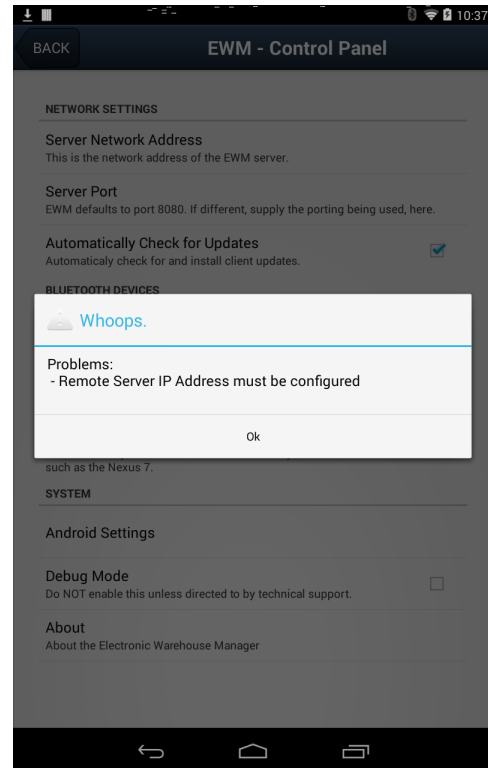 10:37
BACK
EWM - Control Panel
NETWORK SETTINGS
Server Network Address
This is the network address of the EWM server.
Server Port
EWM defaults to port 8080. If different, supply the porting being used, here.
Automatically Check for Updates
Automaticaly check for and install client updates.
BLUETOOTH DEVICES
Whoops.
Problems:
- Remote Server IP Address must be configured
Ok
such as the Nexus 7.
SYSTEM
Android Settings
Debug Mode
Do NOT enable this unless directed to by technical support.
About
About the Electronic Warehouse Manager